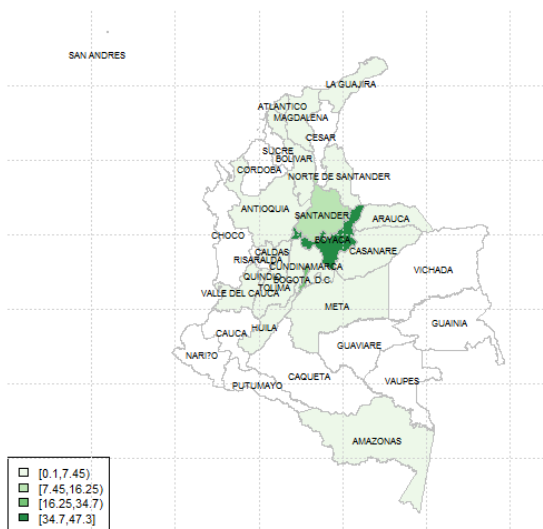 SAN ANDRES
LA GUAJIRA
ATLANTICO
MAGDALENA
CESAR
SUCRE
BOLIVAR
CORDOBA
NORTE DE SANTANDER
ANTIOQUIA
SANTANDER
ARAUCA
CHOCO
BOYACA
CASANARE
CALDAS
RISARALDA
CUNDINAMARCA
VICHADA
QUINDIO
BOGOTA, D.C.
TOLIMA
VALLE DEL CAUCA
META
GUAINIA
HUILA
CAUCA
GUAVIARE
NARI?O
CAQUETA
VAUPES
PUTUMAYO
AMAZONAS
[0.1,7.45)
[7.45,16.25)
[16.25,34.7)
[34.7,47.3]